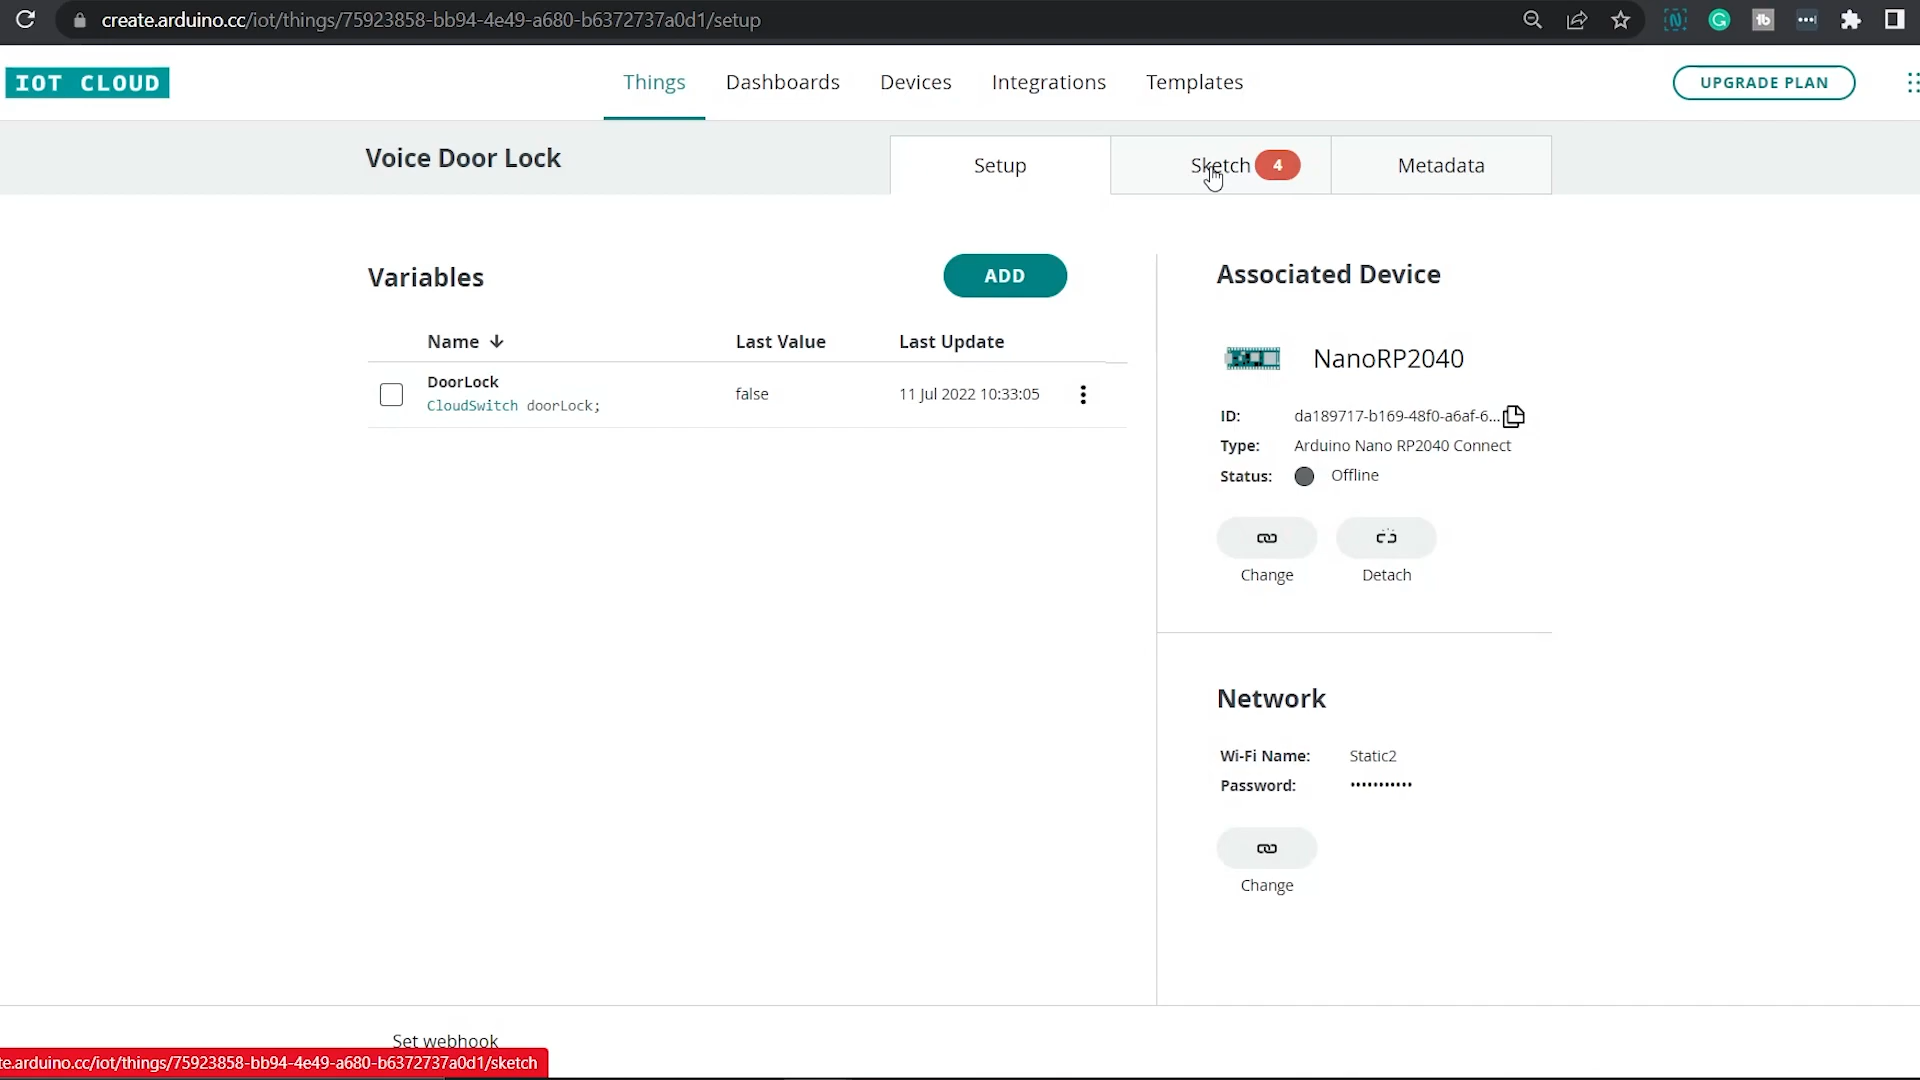 create.arduino.cc/iot/things/75923858-bb94-4e49-a680-b6372737a0d1/setup
IOT CLOUD
Things
Dashboards
Devices
Integrations
Templates
UPGRADE PLAN
Voice Door Lock
Setup
Sketch 4
Metadata
Variables
ADD
Name
Last Value
Last Update
DoorLock
CloudSwitch doorLock;
false
11 Jul 2022 10:33:05
Associated Device
NanoRP2040
ID: da189717-b169-48f0-a6af-6...
Type: Arduino Nano RP2040 Connect
Status: Offline
Change
Detach
Network
Wi-Fi Name: Static2
Password: •••••••••••
Change
Set webhook
te.arduino.cc/iot/things/75923858-bb94-4e49-a680-b6372737a0d1/sketch